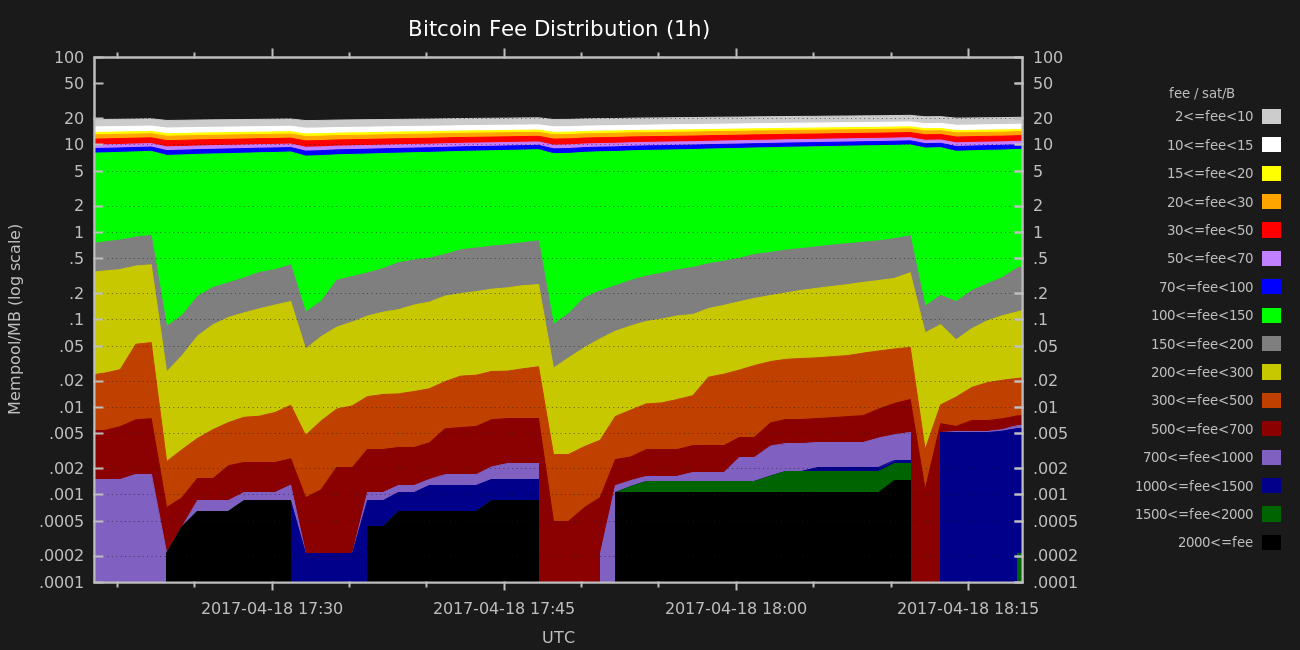 Bitcoin Fee Distribution (1h)
100
50
20
10
5
2
1
.5
.2
.1
.05
.02
.01
.005
.002
.001
.0005
.0002
.0001
Mempool/MB (log scale)
100
50
20
10
5
2
1
.5
.2
.1
.05
.02
.01
.005
.002
.001
.0005
.0002
.0001
fee / sat/B
2<=fee<10
10<=fee<15
15<=fee<20
20<=fee<30
30<=fee<50
50<=fee<70
70<=fee<100
100<=fee<150
150<=fee<200
200<=fee<300
300<=fee<500
500<=fee<700
700<=fee<1000
1000<=fee<1500
1500<=fee<2000
2000<=fee
2017-04-18 17:30 2017-04-18 17:45 2017-04-18 18:00 2017-04-18 18:15
UTC